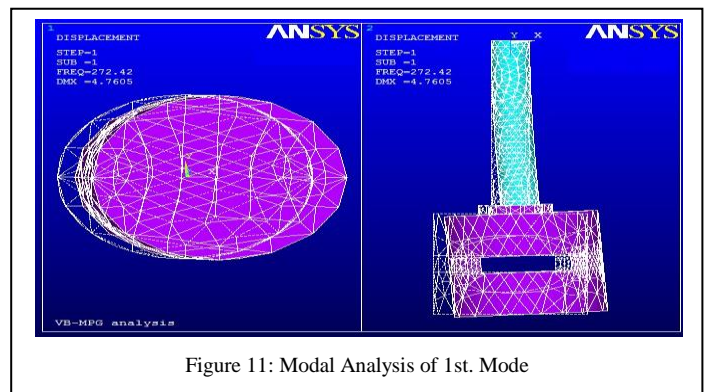 1
DISPLACEMENT
STEP=1
SUB =1
FREQ=272.42
DMX =4.7605
ANSYS
VB-MPG analysis
2
DISPLACEMENT
STEP=1
SUB =1
FREQ=272.42
DMX =4.7605
Y X
ANSYS
Figure 11: Modal Analysis of 1st. Mode